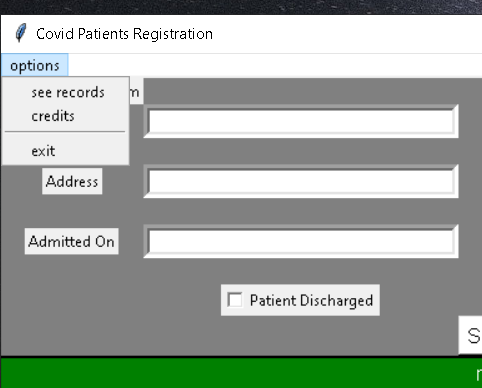 Covid Patients Registration
options
see records
credits
exit
Address
Admitted On
Patient Discharged